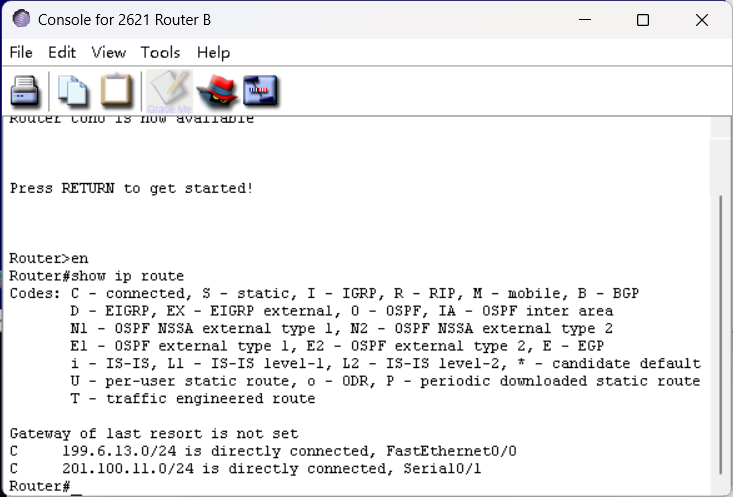 Console for 2621 Router B
File Edit View Tools Help
Grade Me
Router Con0 is now available
Press RETURN to get started!
Router>en
Router#show ip route
Codes: C - connected, S - static, I - IGRP, R - RIP, M - mobile, B - BGP
D - EIGRP, EX - EIGRP external, O - OSPF, IA - OSPF inter area
N1 - OSPF NSSA external type 1, N2 - OSPF NSSA external type 2
E1 - OSPF external type 1, E2 - OSPF external type 2, E - EGP
i - IS-IS, L1 - IS-IS level-1, L2 - IS-IS level-2, * - candidate default
U - per-user static route, o - ODR, P - periodic downloaded static route
T - traffic engineered route
Gateway of last resort is not set
C 199.6.13.0/24 is directly connected, FastEthernet0/0
C 201.100.11.0/24 is directly connected, Serial0/1
Router#_